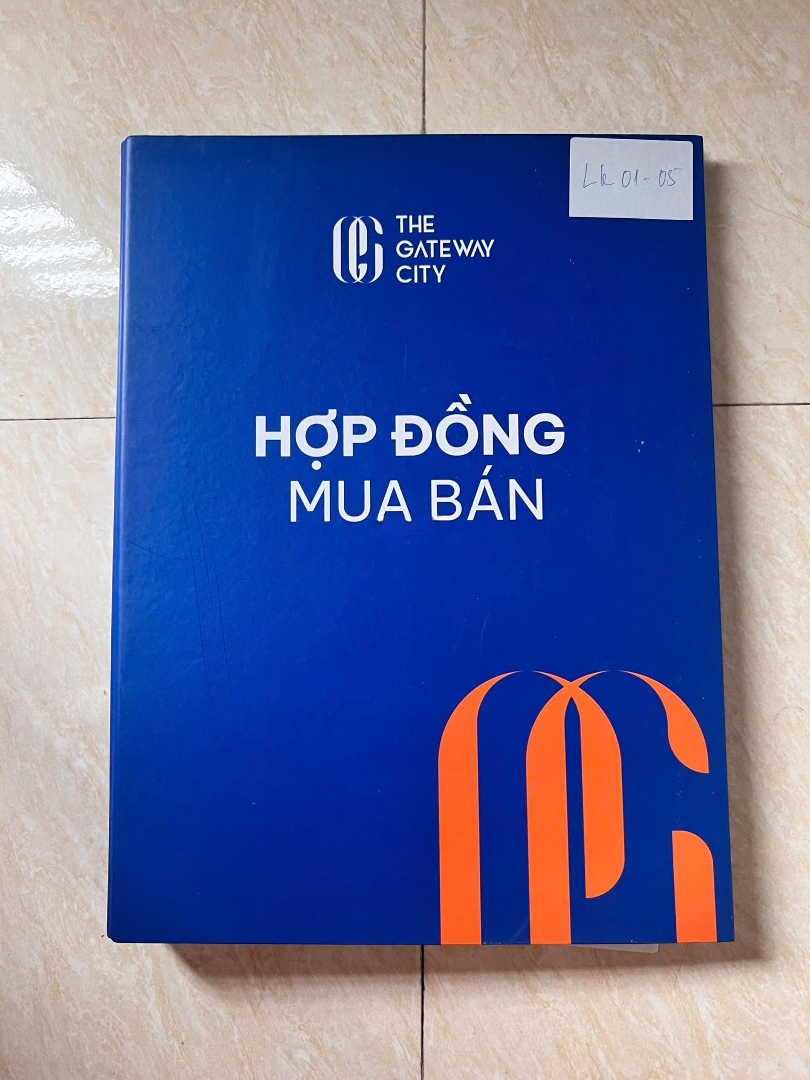 Lk 01-05
THE
GATEWAY
CITY
HỢP ĐỒNG
MUA BÁN